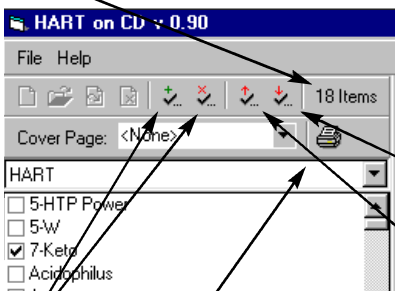 HART on CD v 0.90
File Help
18 Items
Cover Page: <None>
HART
5-HTP Power
5-W
7-Keto
Acidophilus